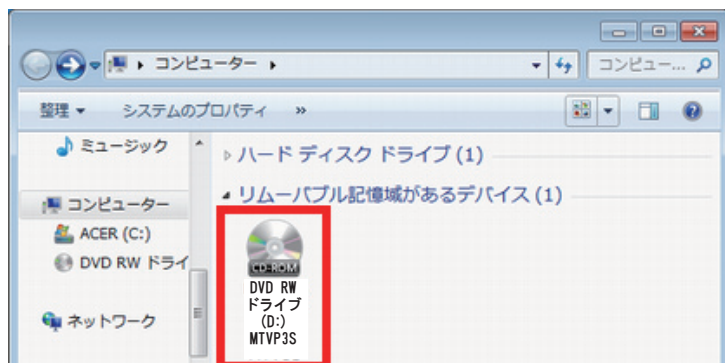 コンピューター
コンピュー...
整理
システムのプロパティ
»
ミュージック
コンピューター
ACER (C:)
DVD RW ドライ
ネットワーク
ハード ディスク ドライブ (1)
リムーバブル記憶域があるデバイス (1)
CD-ROM
DVD RW
ドライブ
(D:)
MTVP3S